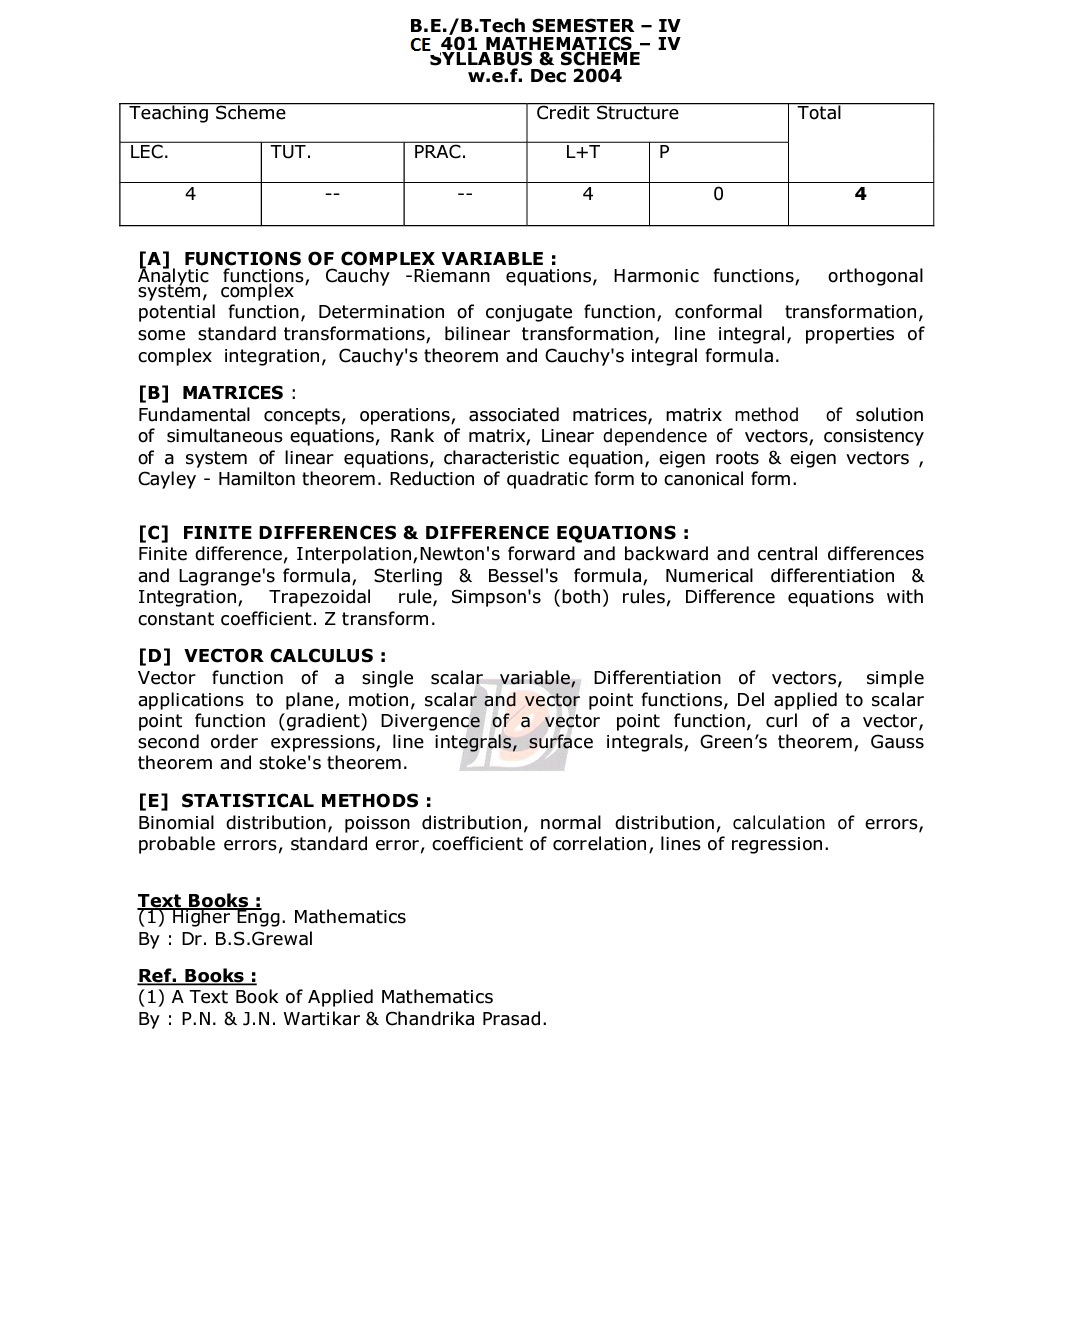 B.E./B.Tech SEMESTER – IV
CE 401 MATHEMATICS – IV
SYLLABUS & SCHEME
w.e.f. Dec 2004
Teaching Scheme Credit Structure Total
LEC. TUT. PRAC. L+T P
4 -- -- 4 0 4
[A] FUNCTIONS OF COMPLEX VARIABLE :
Analytic functions, Cauchy -Riemann equations, Harmonic functions, orthogonal
system, complex
potential function, Determination of conjugate function, conformal transformation,
some standard transformations, bilinear transformation, line integral, properties of
complex integration, Cauchy's theorem and Cauchy's integral formula.
[B] MATRICES :
Fundamental concepts, operations, associated matrices, matrix method of solution
of simultaneous equations, Rank of matrix, Linear dependence of vectors, consistency
of a system of linear equations, characteristic equation, eigen roots & eigen vectors ,
Cayley - Hamilton theorem. Reduction of quadratic form to canonical form.
[C] FINITE DIFFERENCES & DIFFERENCE EQUATIONS :
Finite difference, Interpolation,Newton's forward and backward and central differences
and Lagrange's formula, Sterling & Bessel's formula, Numerical differentiation &
Integration, Trapezoidal rule, Simpson's (both) rules, Difference equations with
constant coefficient. Z transform.
[D] VECTOR CALCULUS :
Vector function of a single scalar variable, Differentiation of vectors, simple
applications to plane, motion, scalar and vector point functions, Del applied to scalar
point function (gradient) Divergence of a vector point function, curl of a vector,
second order expressions, line integrals, surface integrals, Green’s theorem, Gauss
theorem and stoke's theorem.
[E] STATISTICAL METHODS :
Binomial distribution, poisson distribution, normal distribution, calculation of errors,
probable errors, standard error, coefficient of correlation, lines of regression.
Text Books :
(1) Higher Engg. Mathematics
By : Dr. B.S.Grewal
Ref. Books :
(1) A Text Book of Applied Mathematics
By : P.N. & J.N. Wartikar & Chandrika Prasad.